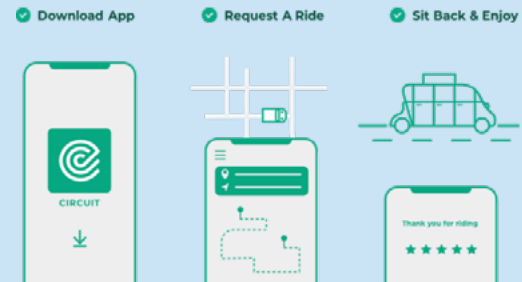 Download App
Request A Ride
Sit Back & Enjoy
CIRCUIT
Thank you for riding